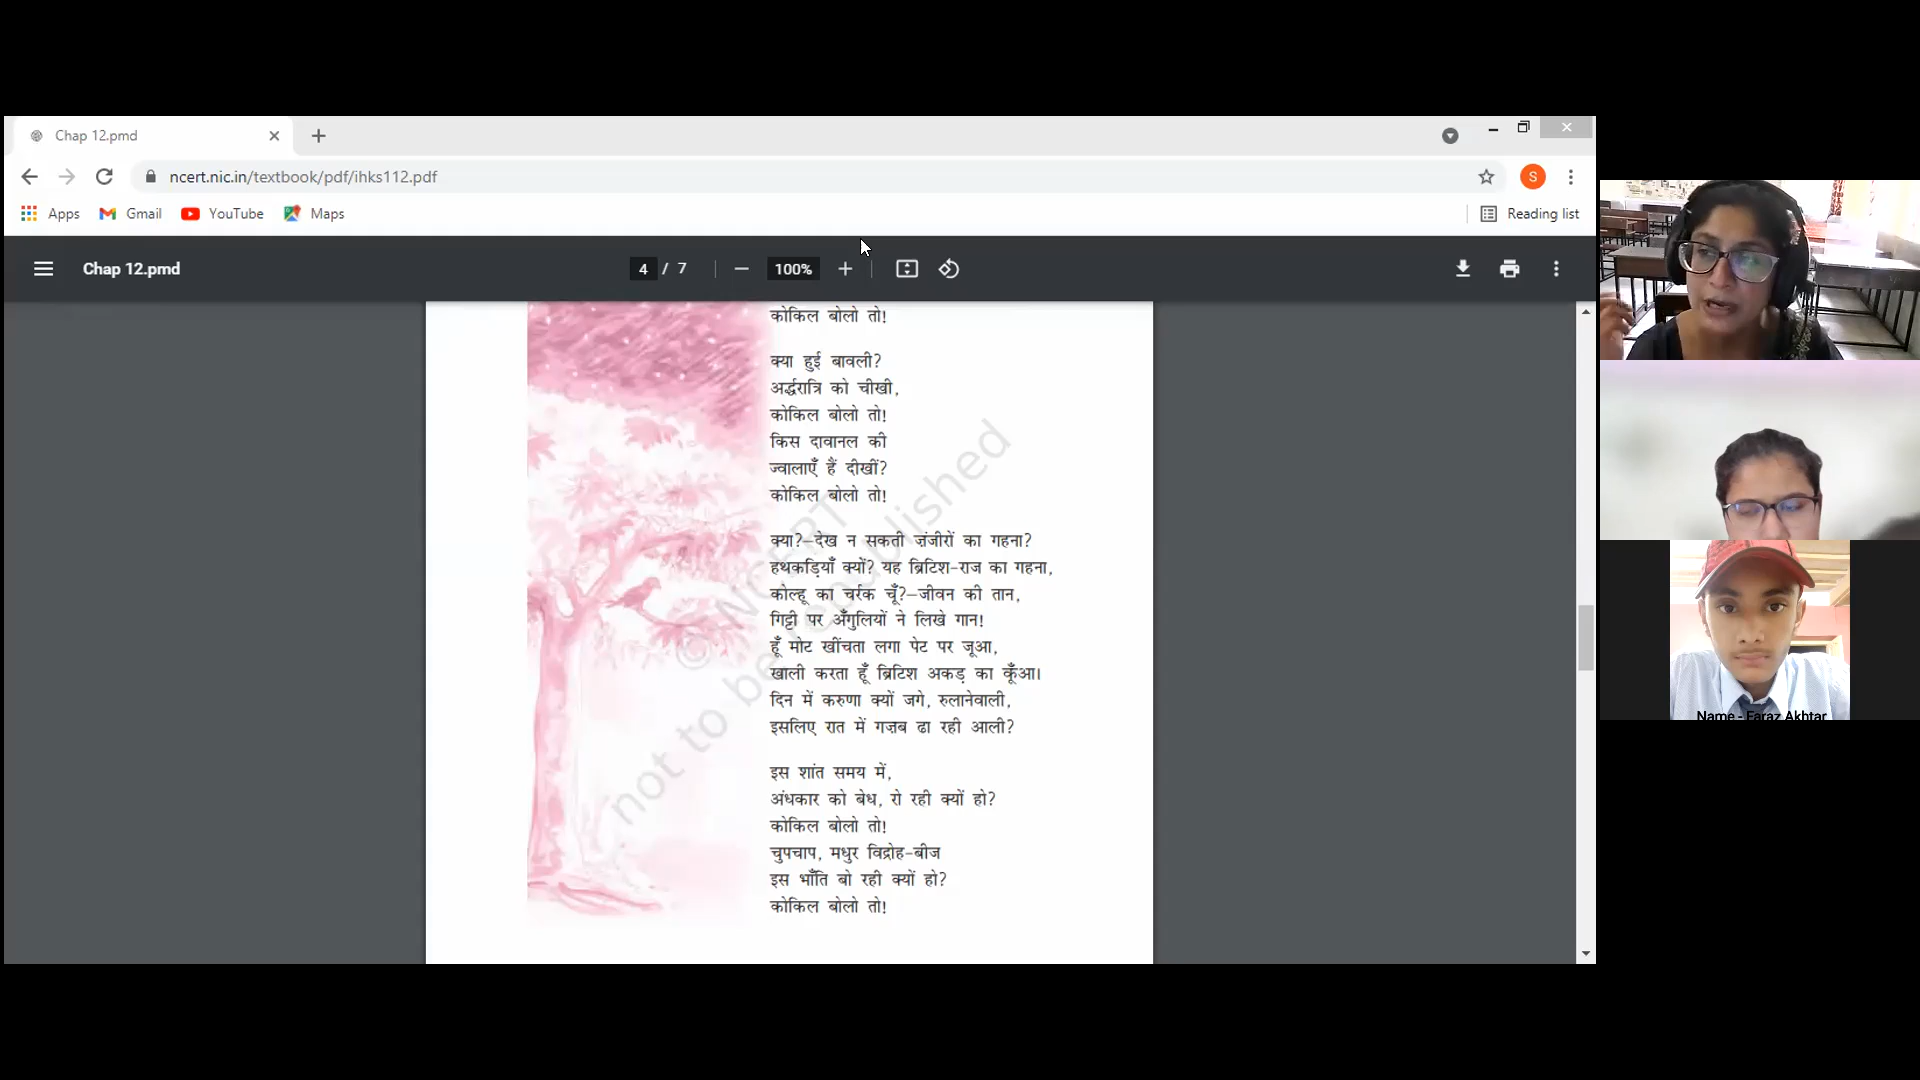 Chap 12.pmd
ncert.nic.in/textbook/pdf/ihks112.pdf
S
Apps
Gmail
YouTube
Maps
Reading list
Chap 12.pmd
4 / 7
100%
कोकिल बोलो तो!
क्या हुई बावली?
अर्द्धरात्रि को चीखी,
कोकिल बोलो तो!
किस दावानल की
ज्वालाएँ हैं दीखीं?
कोकिल बोलो तो!
क्या?—देख न सकती ज़ंजीरों का गहना?
हथकड़ियाँ क्यों? यह ब्रिटिश-राज का गहना,
कोल्हू का चर्रक चूँ?—जीवन की तान,
गिट्टी पर अँगुलियों ने लिखे गान!
हूँ मोट खींचता लगा पेट पर जूआ,
खाली करता हूँ ब्रिटिश अकड़ का कूँआ।
दिन में करुणा क्यों जगे, रुलानेवाली,
इसलिए रात में गज़ब ढा रही आली?
इस शांत समय में,
अंधकार को बेध, रो रही क्यों हो?
कोकिल बोलो तो!
चुपचाप, मधुर विद्रोह-बीज
इस भाँति बो रही क्यों हो?
कोकिल बोलो तो!
© NCERT
not to be republished
Name - Faraz Akhtar